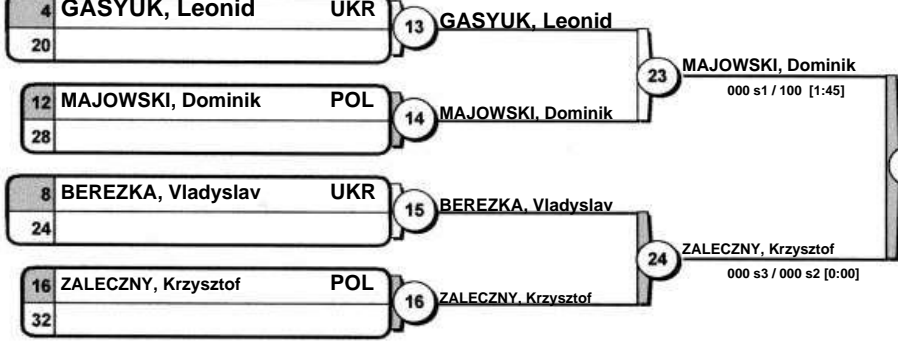 4 GASYUK, Leonid UKR
20
13
GASYUK, Leonid
12 MAJOWSKI, Dominik POL
28
14
MAJOWSKI, Dominik
23
MAJOWSKI, Dominik
000 s1 / 100 [1:45]
8 BEREZKA, Vladyslav UKR
24
15
BEREZKA, Vladyslav
16 ZALECZNY, Krzysztof POL
32
16
ZALECZNY, Krzysztof
24
ZALECZNY, Krzysztof
000 s3 / 000 s2 [0:00]